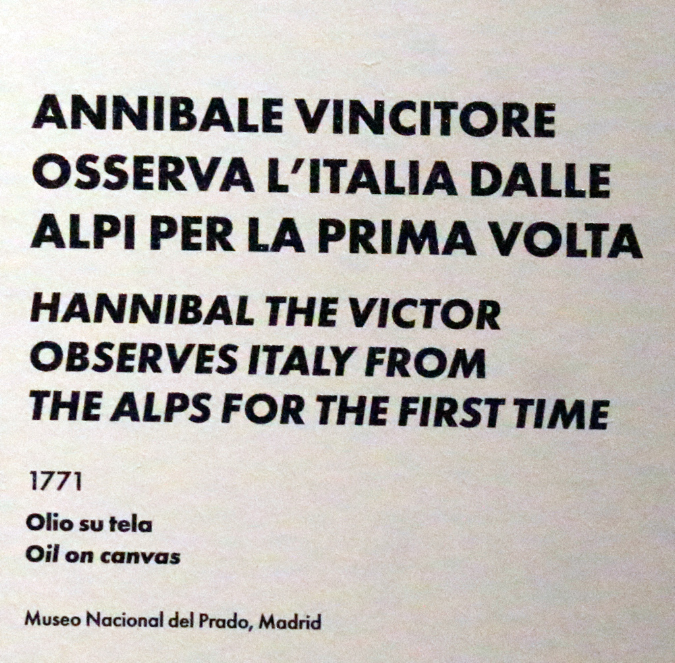 ANNIBALE VINCITORE
OSSERVA L'ITALIA DALLE
ALPI PER LA PRIMA VOLTA
HANNIBAL THE VICTOR
OBSERVES ITALY FROM
THE ALPS FOR THE FIRST TIME
1771
Olio su tela
Oil on canvas
Museo Nacional del Prado, Madrid